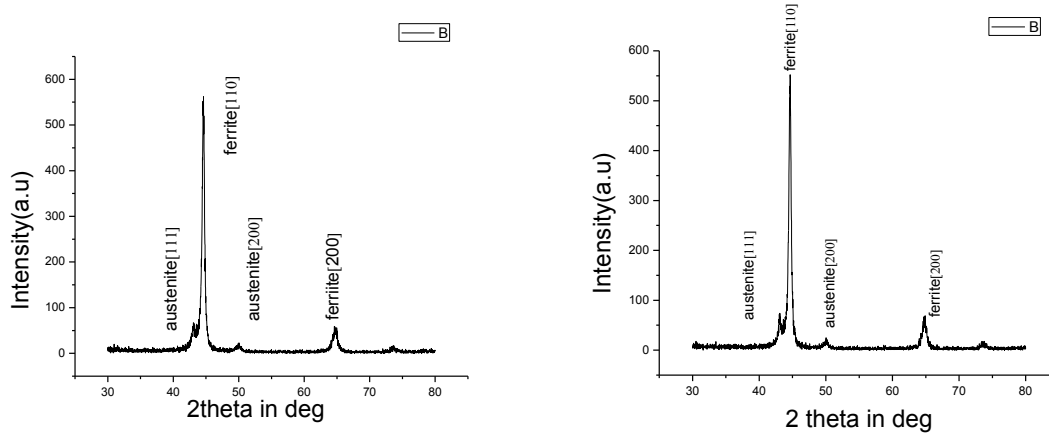 B
600
500
400
300
200
100
0
Intensity(a.u)
austenite[111]
ferrite[110]
austenite[200]
ferriite[200]
30 40 50 60 70 80
2theta in deg
B
600
500
400
300
200
100
0
Intensity(a.u)
austenite[111]
ferrite[110]
austenite[200]
ferrite[200]
30 40 50 60 70 80
2 theta in deg